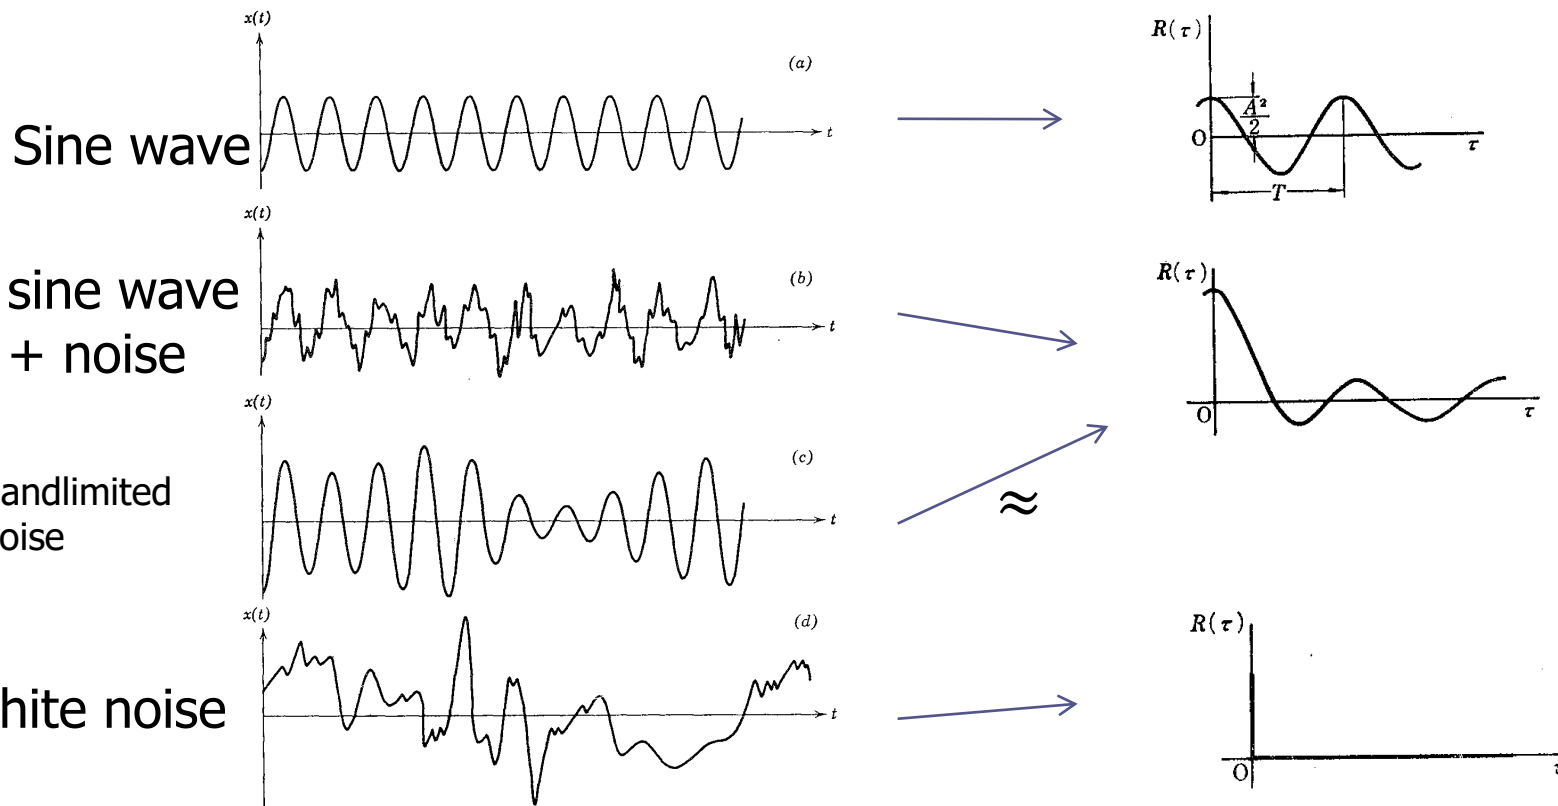 x(t)
(a)
Sine wave
t
R(τ)
A²
2
O
τ
T
x(t)
(b)
sine wave
+ noise
t
R(τ)
O
τ
x(t)
(c)
andlimited
oise
t
≈
x(t)
(d)
hite noise
t
R(τ)
O